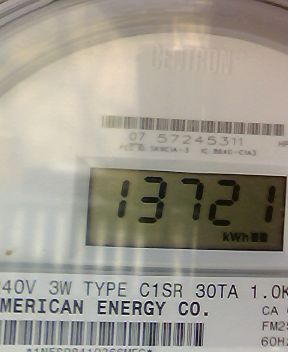 CENTRON
07 57245311
13721
kWh
40V 3W TYPE C1SR 30TA 1.0K
MERICAN ENERGY CO.
CA
FM2S
60H